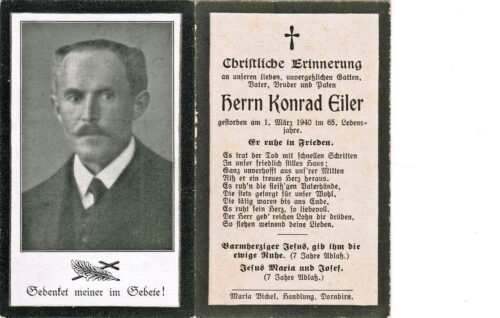 Gedenket meiner im Gebete!
Christliche Erinnerung
an unseren lieben, unvergeßlichen Gatten,
Vater, Bruder und Paten
Herrn Konrad Eiler
gestorben am 1. März 1940 im 65. Lebens-
jahre.
Er ruhe in Frieden.
Es trat der Tod mit schnellen Schritten
In unser friedlich stilles Haus;
Ganz unverhofft aus uns'rer Mitten
Riß er ein treues Herz heraus.
Es ruh'n die fleiß'gen Vaterhände,
Die stets gesorgt für unser Wohl,
Die tätig waren bis ans Ende,
Es ruht sein Herz, so liebevoll.
Der Herr geb' reichen Lohn dir drüben,
So flehen weinend deine Lieben.
Barmherziger Jesus, gib ihm die
ewige Ruhe. (7 Jahre Ablaß.)
Jesus Maria und Josef.
(7 Jahre Ablaß.)
Maria Bickel, Handlung, Dornbirn.